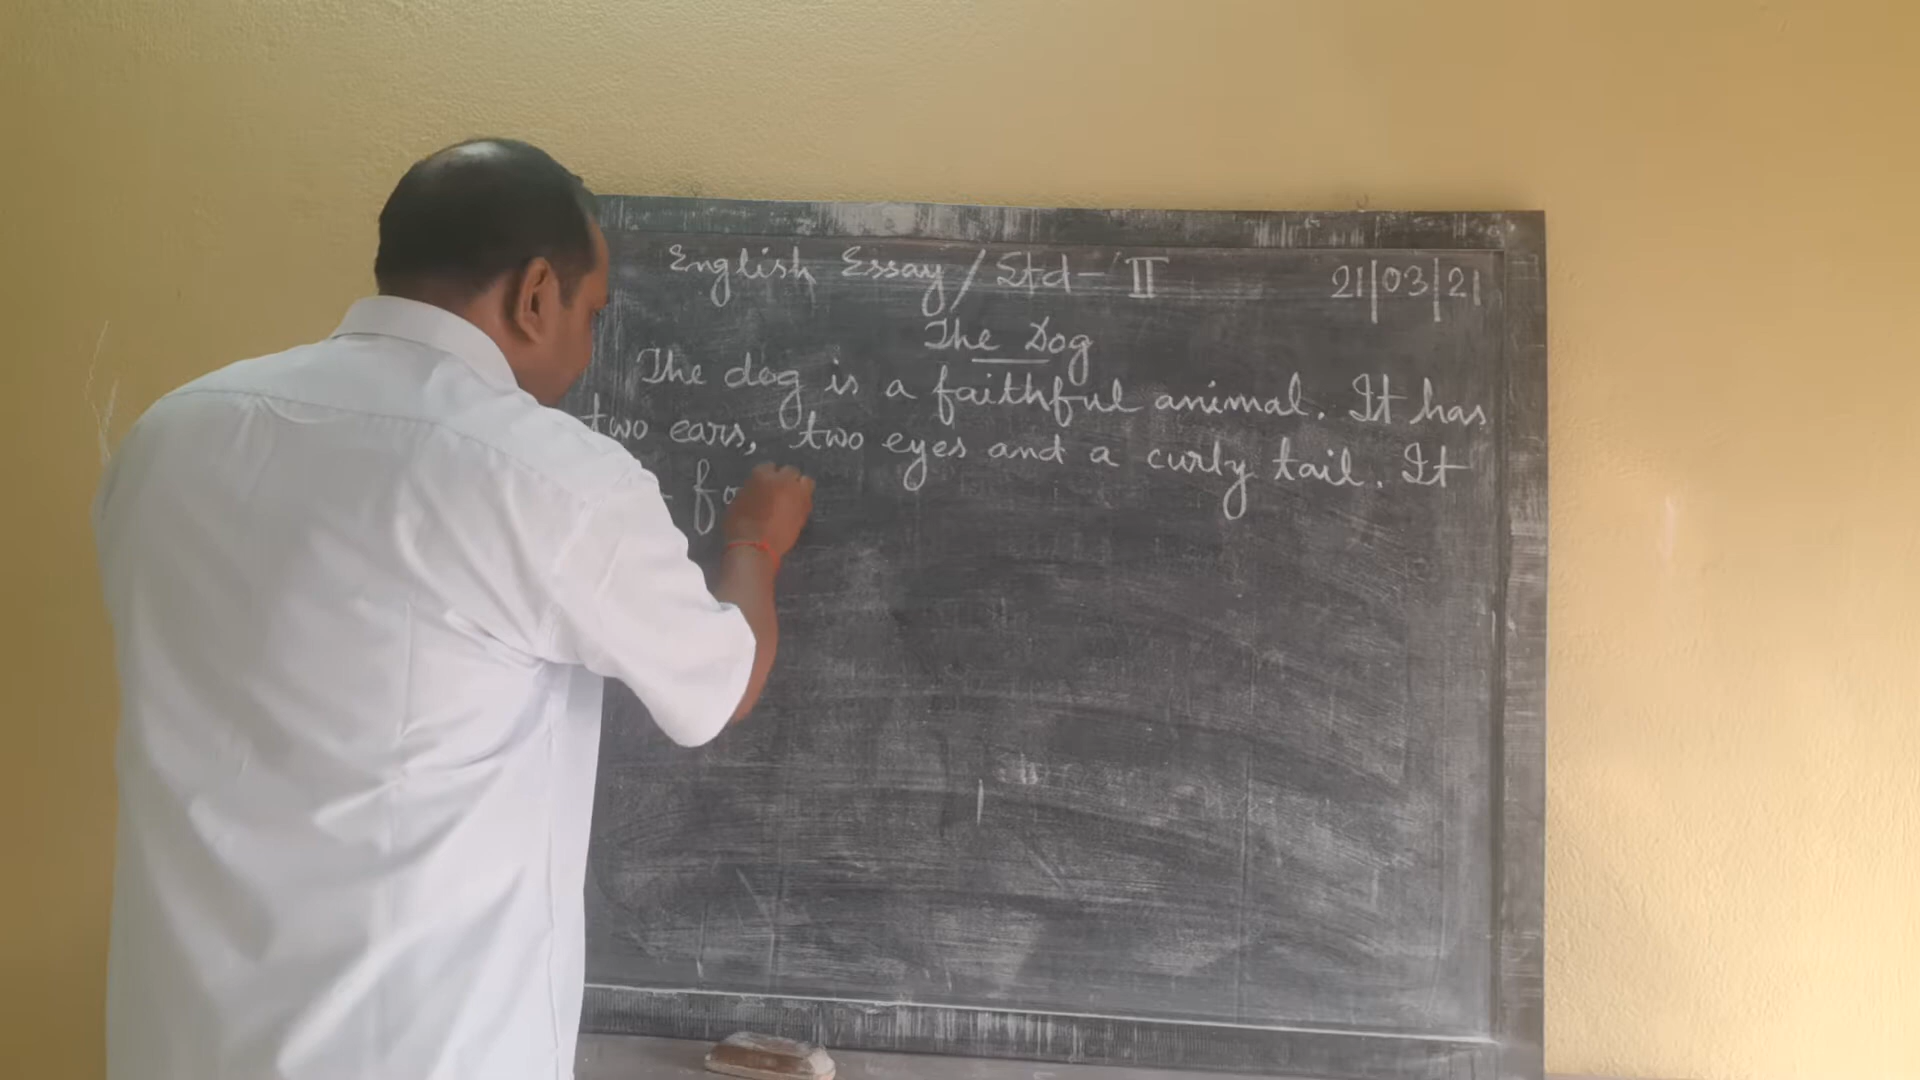 English Essay / Std - II 21|03|21
The Dog
The dog is a faithful animal. It has
two ears, two eyes and a curly tail. It